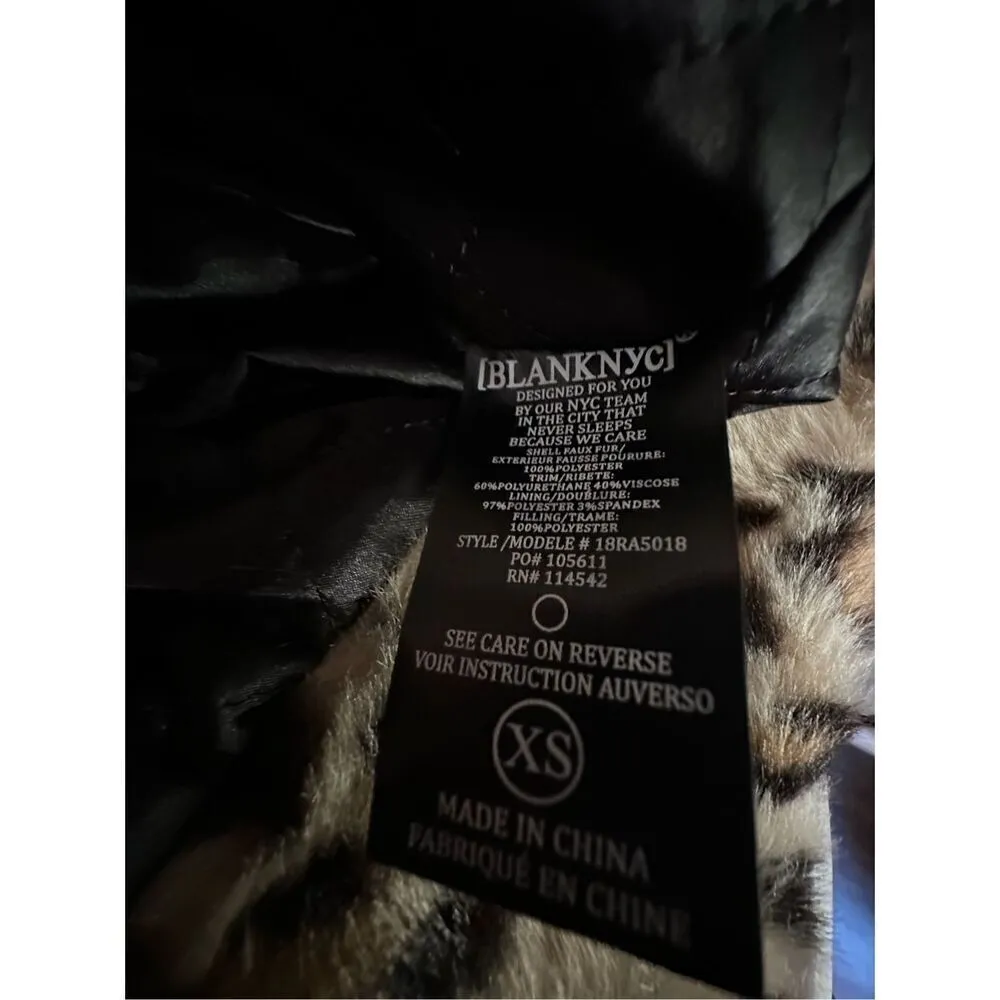 [BLANKNYC]®
DESIGNED FOR YOU
BY OUR NYC TEAM
IN THE CITY THAT
NEVER SLEEPS
BECAUSE WE CARE
SHELL FAUX FUR/
EXTERIEUR FAUSSE POURURE:
100%POLYESTER
TRIM/RIBETE:
60%POLYURETHANE 40%VISCOSE
LINING/DOUBLURE:
97%POLYESTER 3%SPANDEX
FILLING/TRAME:
100%POLYESTER
STYLE /MODELE # 18RA5018
PO# 105611
RN# 114542
SEE CARE ON REVERSE
VOIR INSTRUCTION AUVERSO
XS
MADE IN CHINA
FABRIQUÉ EN CHINE